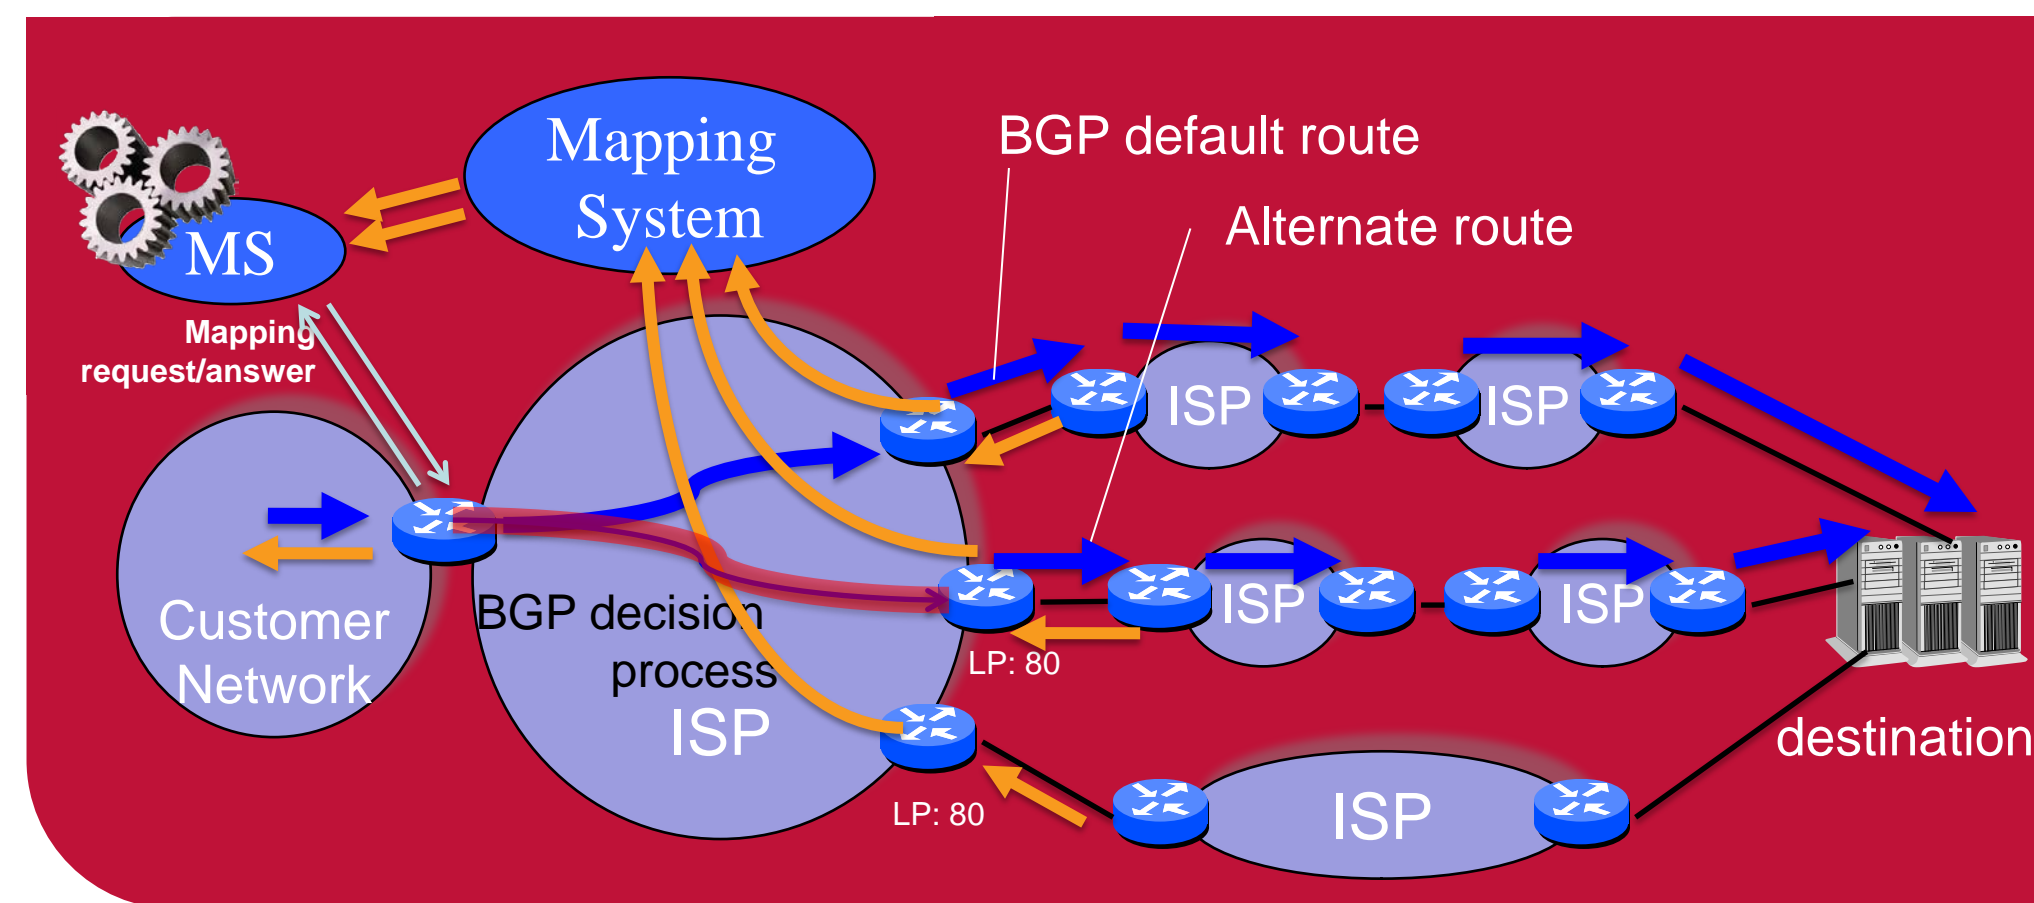 BGP default route
Mapping
System
Alternate route
MS
Mapping
request/answer
ISP
ISP
Customer
Network
BGP decision
process
ISP
ISP
ISP
LP: 80
LP: 80
ISP
destination